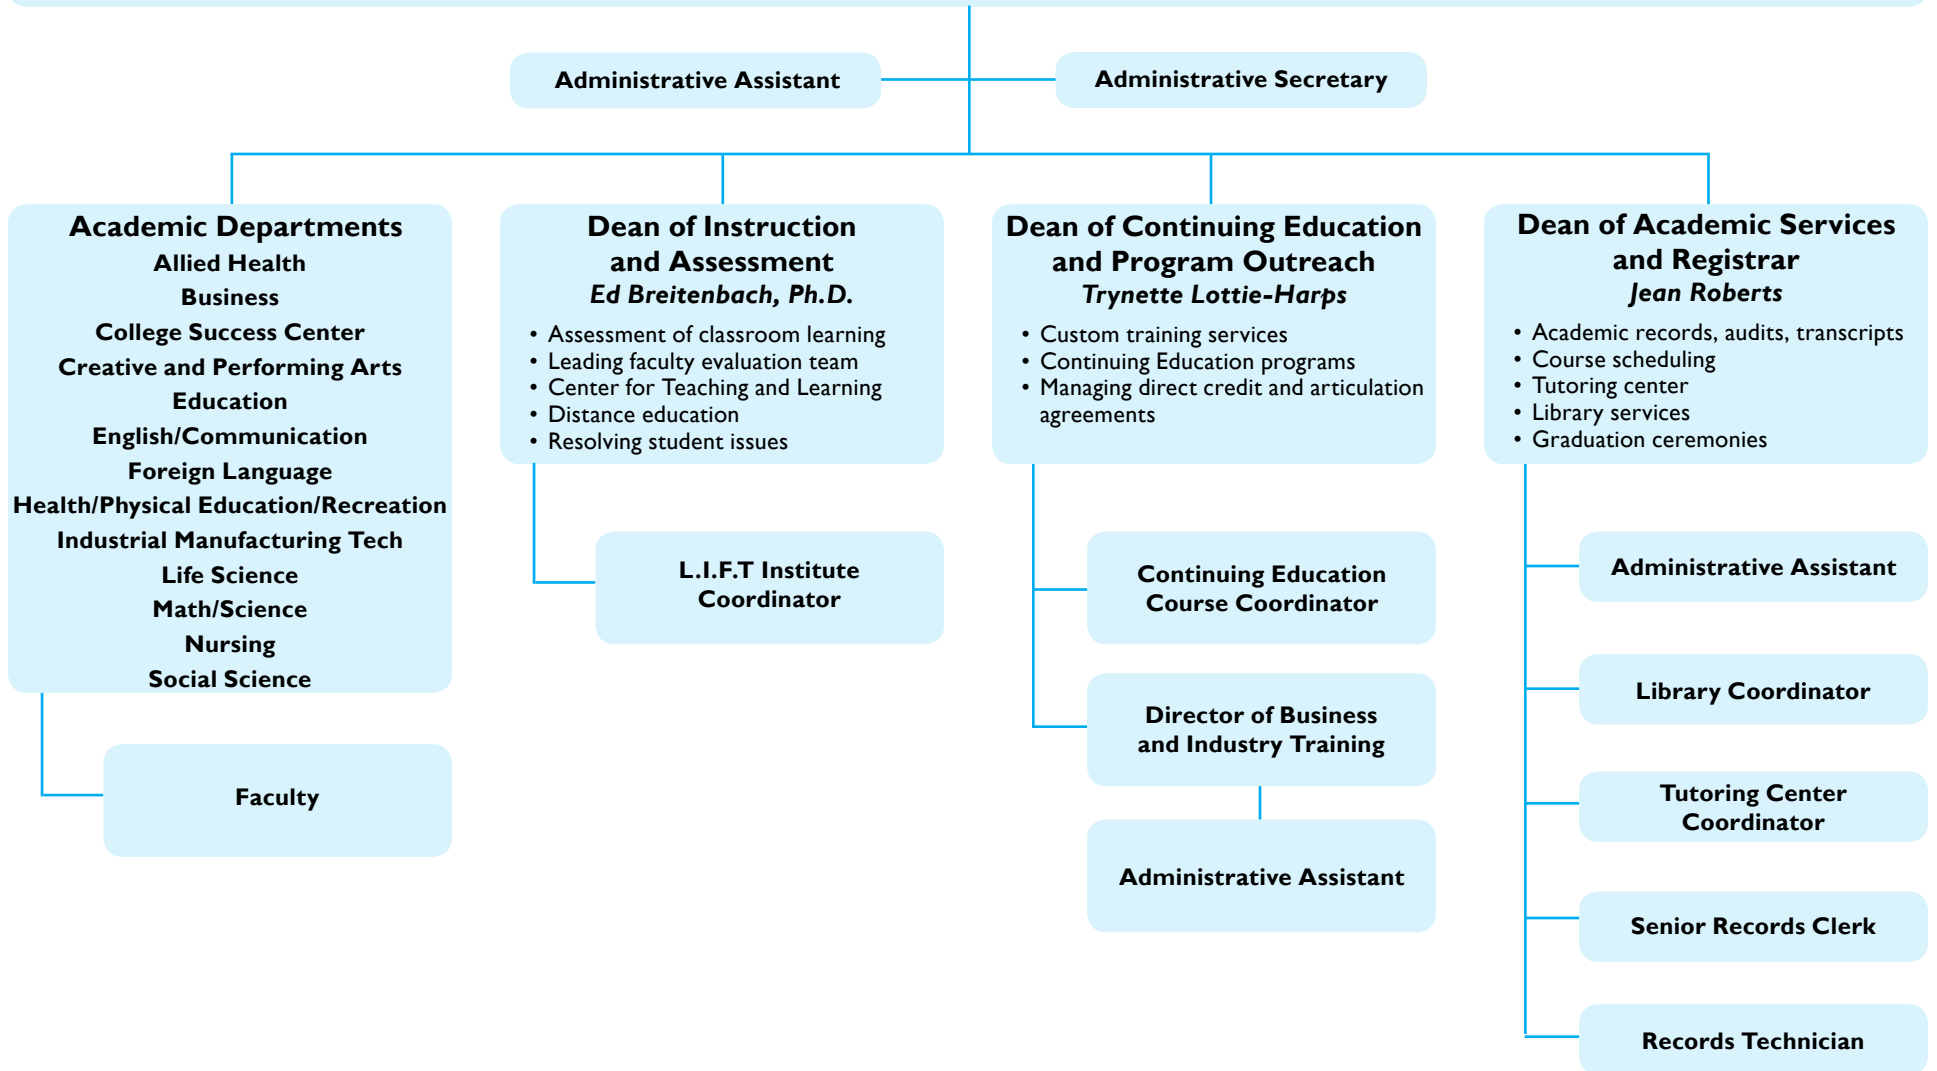 Administrative Assistant
Administrative Secretary
Academic Departments
Allied Health
Business
College Success Center
Creative and Performing Arts
Education
English/Communication
Foreign Language
Health/Physical Education/Recreation
Industrial Manufacturing Tech
Life Science
Math/Science
Nursing
Social Science
Faculty
Dean of Instruction
and Assessment
Ed Breitenbach, Ph.D.
• Assessment of classroom learning
• Leading faculty evaluation team
• Center for Teaching and Learning
• Distance education
• Resolving student issues
L.I.F.T Institute
Coordinator
Dean of Continuing Education
and Program Outreach
Trynette Lottie-Harps
• Custom training services
• Continuing Education programs
• Managing direct credit and articulation
agreements
Continuing Education
Course Coordinator
Director of Business
and Industry Training
Administrative Assistant
Dean of Academic Services
and Registrar
Jean Roberts
• Academic records, audits, transcripts
• Course scheduling
• Tutoring center
• Library services
• Graduation ceremonies
Administrative Assistant
Library Coordinator
Tutoring Center
Coordinator
Senior Records Clerk
Records Technician